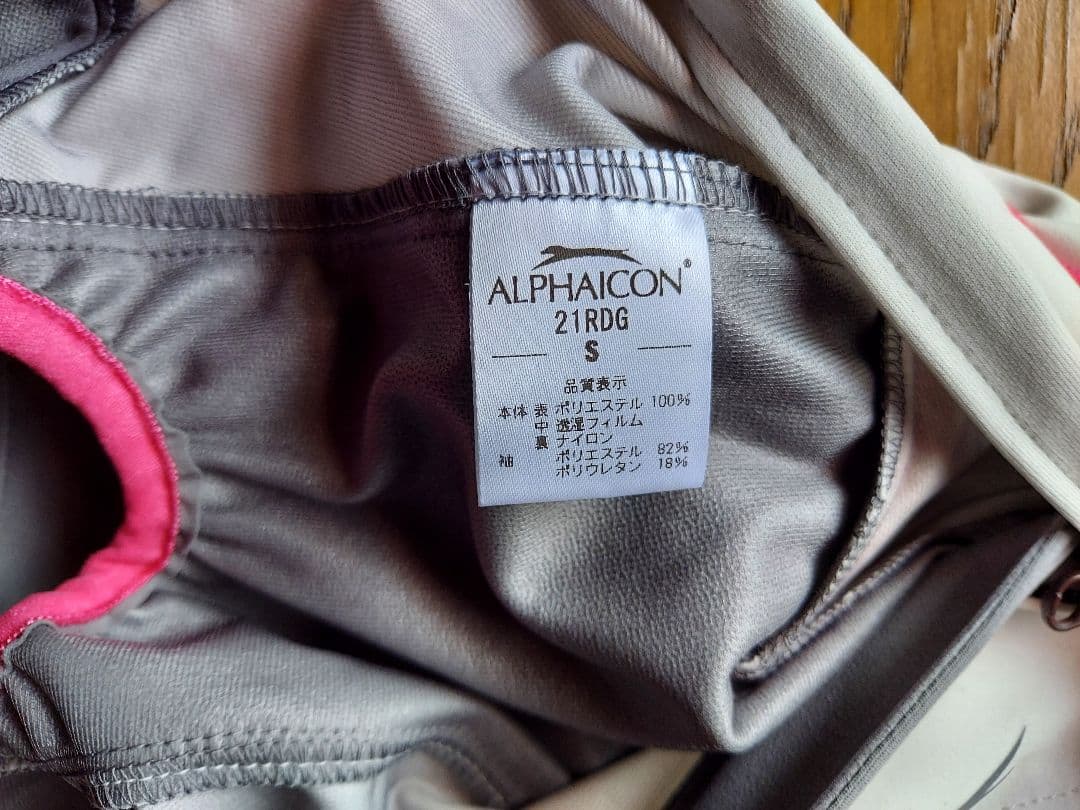 ALPHAICON®
21RDG
S
品質表示
本体 表 ポリエステル 100%
中 透湿フィルム
裏 ナイロン
袖 ポリエステル 82%
ポリウレタン 18%